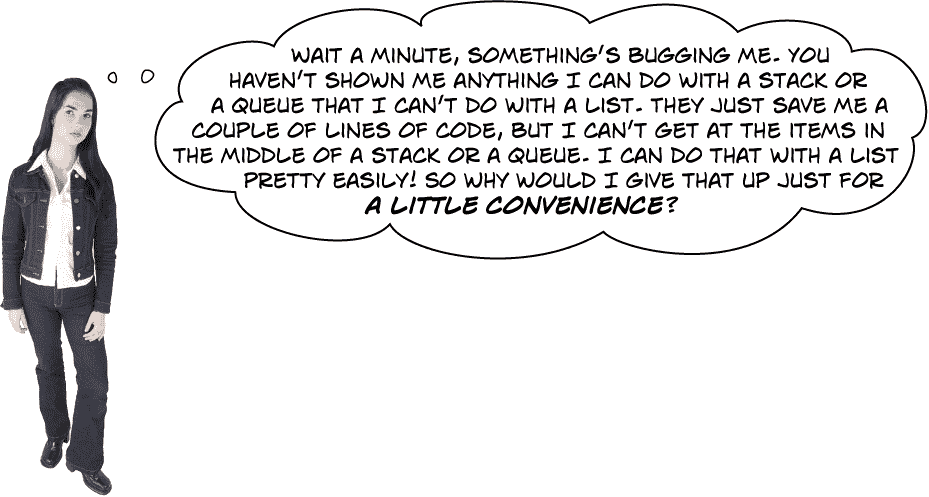 WAIT A MINUTE, SOMETHING'S BUGGING ME. YOU
HAVEN'T SHOWN ME ANYTHING I CAN DO WITH A STACK OR
A QUEUE THAT I CAN'T DO WITH A LIST. THEY JUST SAVE ME A
COUPLE OF LINES OF CODE, BUT I CAN'T GET AT THE ITEMS IN
THE MIDDLE OF A STACK OR A QUEUE. I CAN DO THAT WITH A LIST
PRETTY EASILY! SO WHY WOULD I GIVE THAT UP JUST FOR
A LITTLE CONVENIENCE?